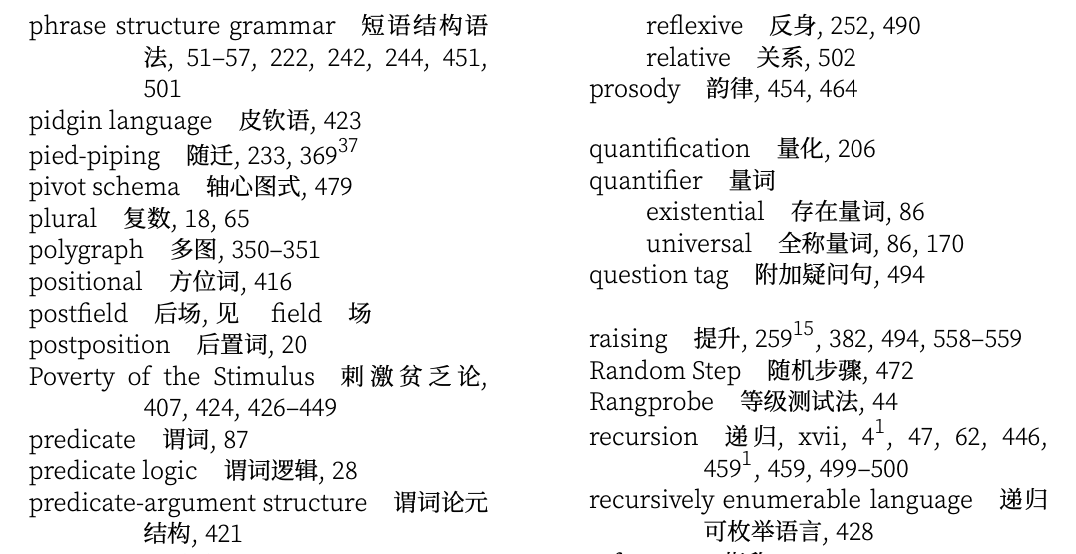 phrase structure grammar 短语结构语
法, 51–57, 222, 242, 244, 451,
501
pidgin language 皮钦语, 423
pied-piping 随迁, 233, 369³⁷
pivot schema 轴心图式, 479
plural 复数, 18, 65
polygraph 多图, 350–351
positional 方位词, 416
postfield 后场, 见 field 场
postposition 后置词, 20
Poverty of the Stimulus 刺激贫乏论,
407, 424, 426–449
predicate 谓词, 87
predicate logic 谓词逻辑, 28
predicate-argument structure 谓词论元
结构, 421
reflexive 反身, 252, 490
relative 关系, 502
prosody 韵律, 454, 464
quantification 量化, 206
quantifier 量词
existential 存在量词, 86
universal 全称量词, 86, 170
question tag 附加疑问句, 494
raising 提升, 259¹⁵, 382, 494, 558–559
Random Step 随机步骤, 472
Rangprobe 等级测试法, 44
recursion 递归, xvii, 4¹, 47, 62, 446,
459¹, 459, 499–500
recursively enumerable language 递归
可枚举语言, 428